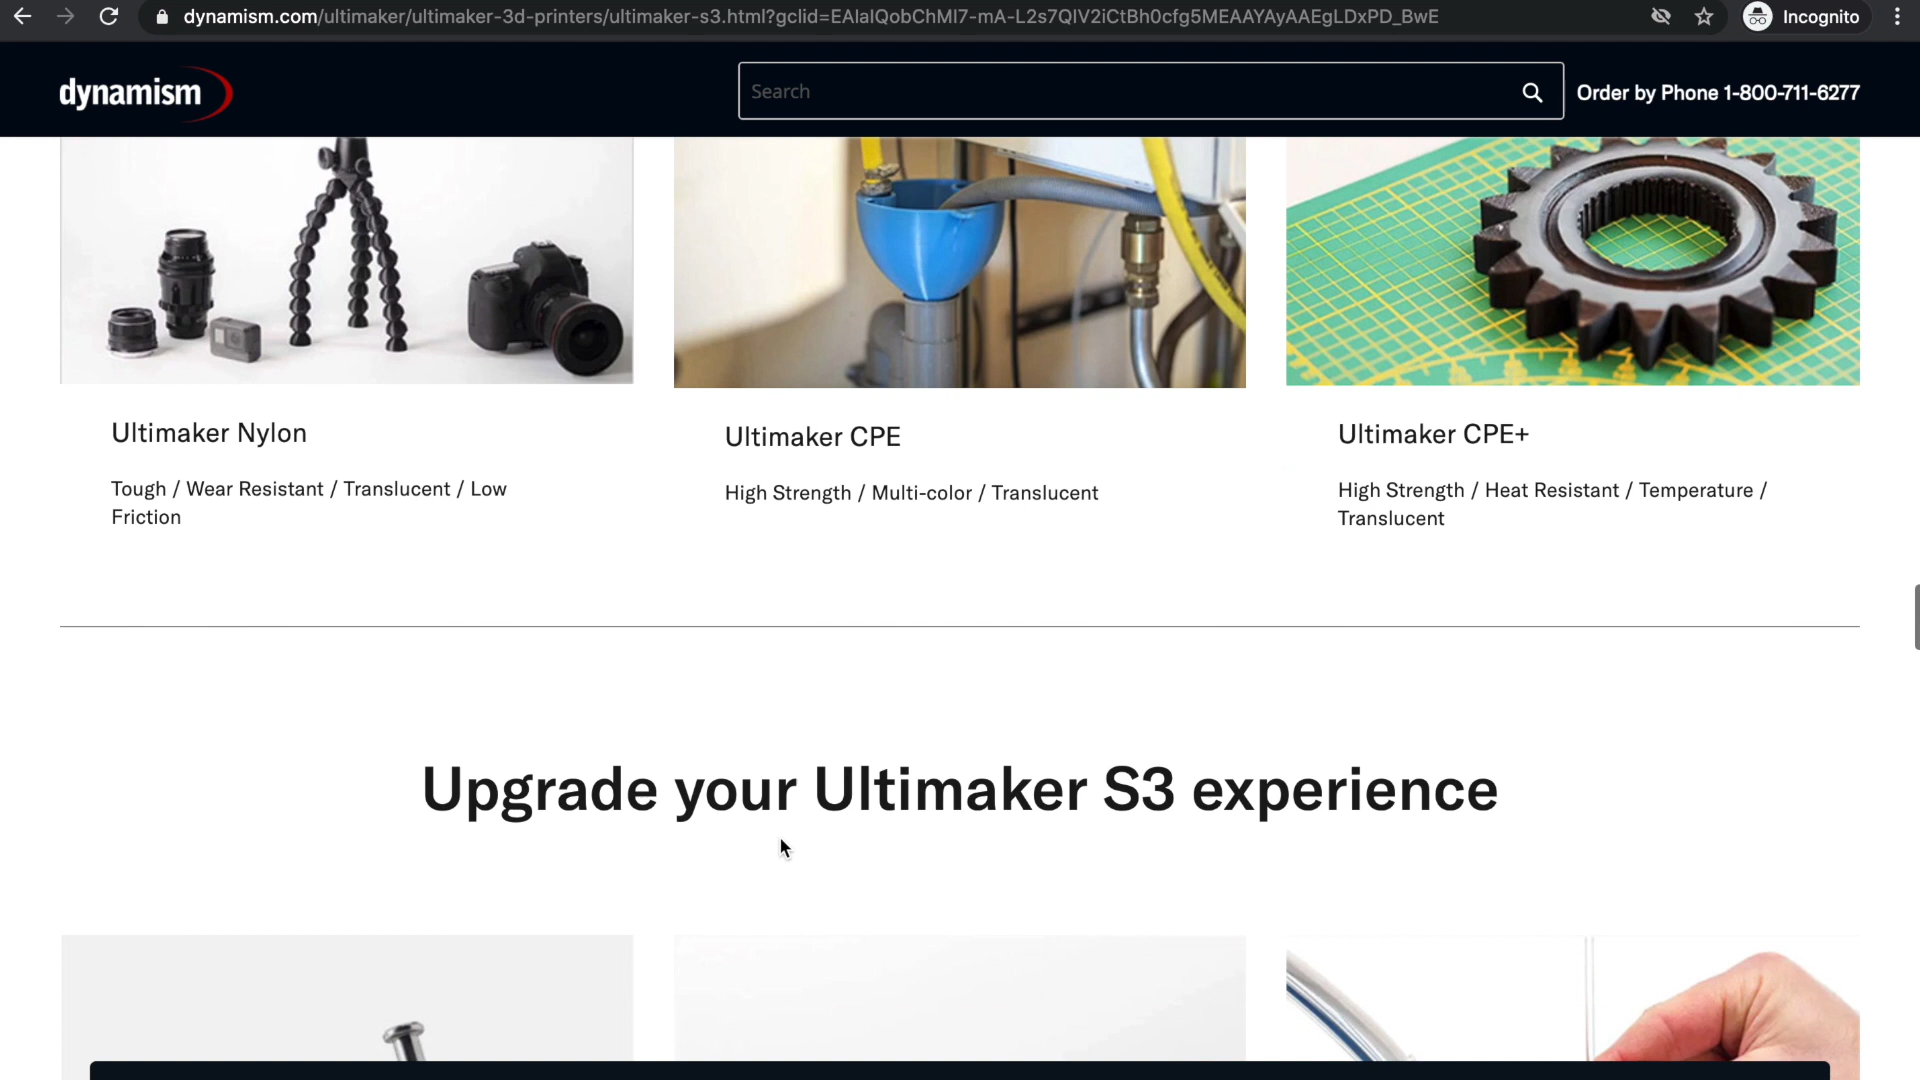 dynamism.com/ultimaker/ultimaker-3d-printers/ultimaker-s3.html?gclid=EAIaIQobChMI7-mA-L2s7QIV2iCtBh0cfg5MEAAYAyAAEgLDxPD_BwE
Incognito
dynamism
Search
Order by Phone 1-800-711-6277
Ultimaker Nylon
Tough / Wear Resistant / Translucent / Low
Friction
Ultimaker CPE
High Strength / Multi-color / Translucent
Ultimaker CPE+
High Strength / Heat Resistant / Temperature /
Translucent
Upgrade your Ultimaker S3 experience